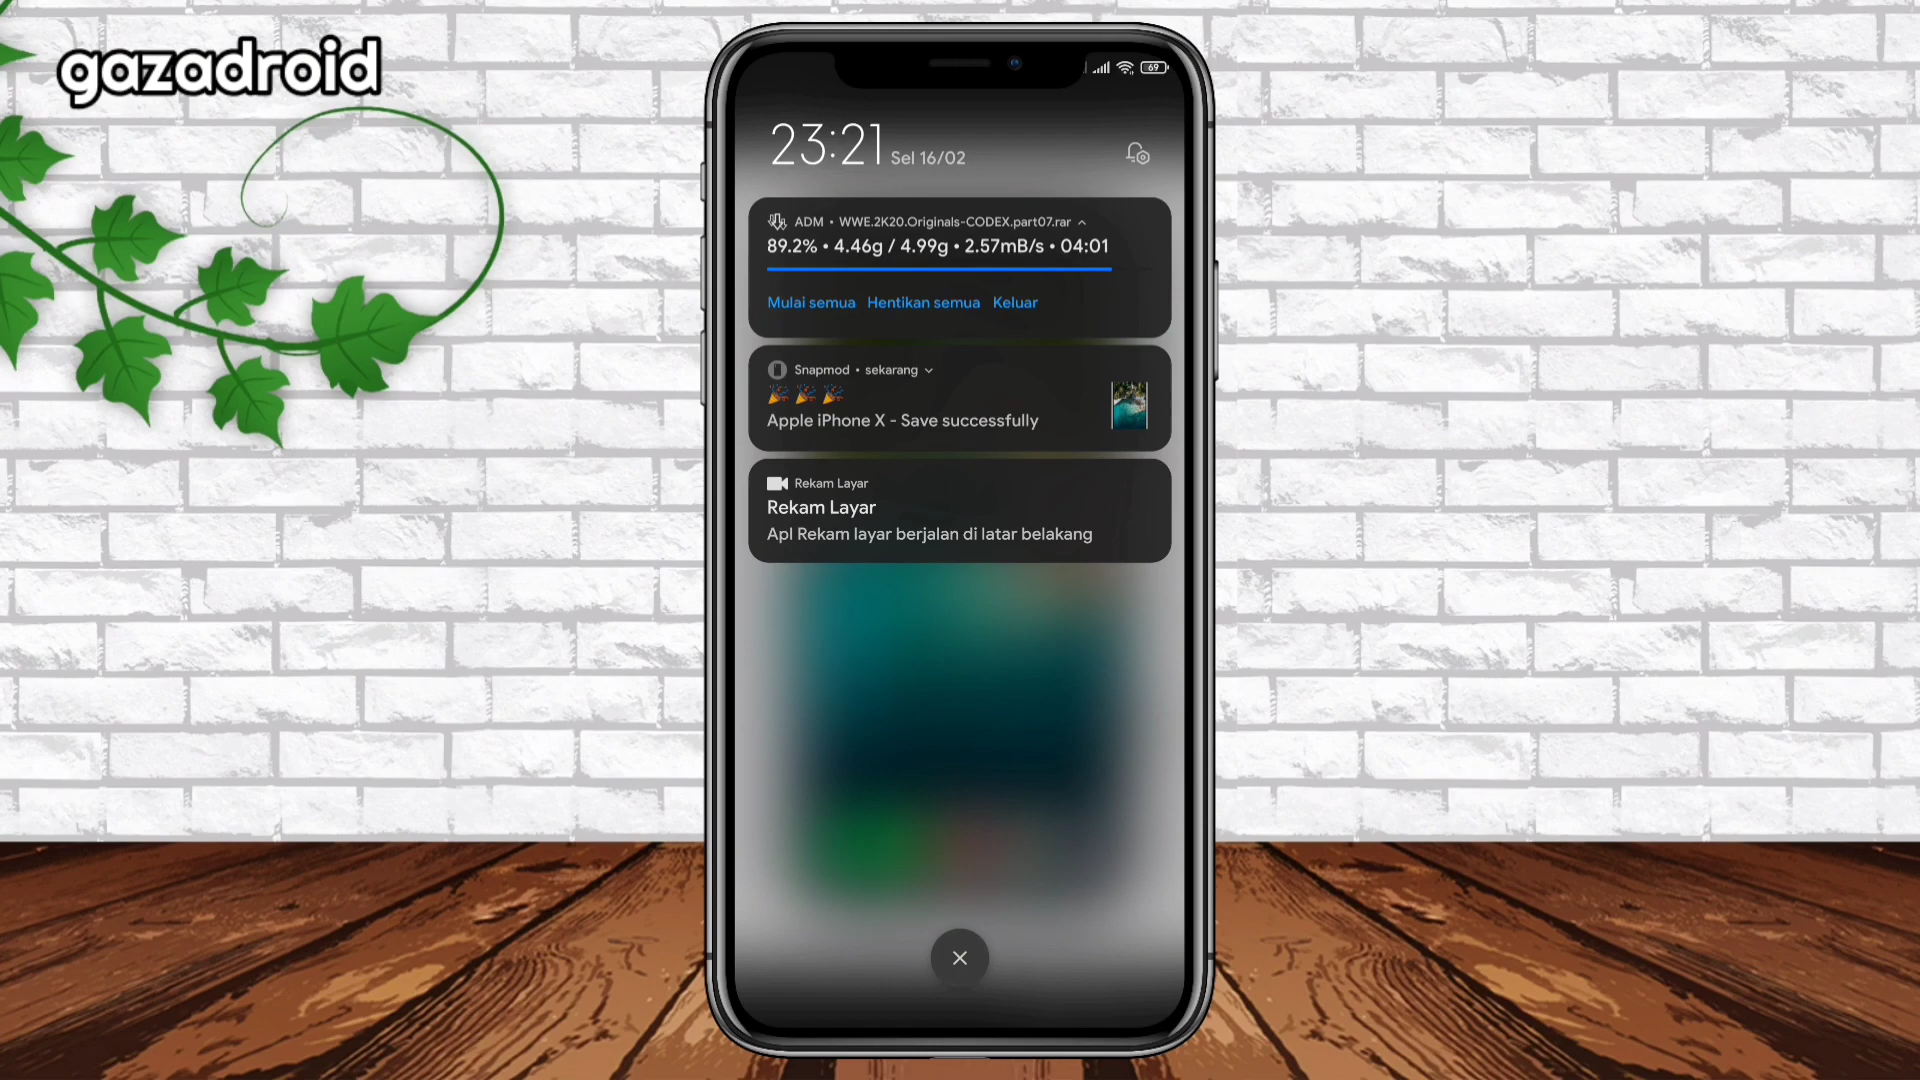 gazadroid
69
23:21 Sel 16/02
ADM • WWE.2K20.Originals-CODEX.part07.rar
89.2% • 4.46g / 4.99g • 2.57mB/s • 04:01
Mulai semua Hentikan semua Keluar
Snapmod • sekarang
Apple iPhone X - Save successfully
Rekam Layar
Rekam Layar
Apl Rekam layar berjalan di latar belakang